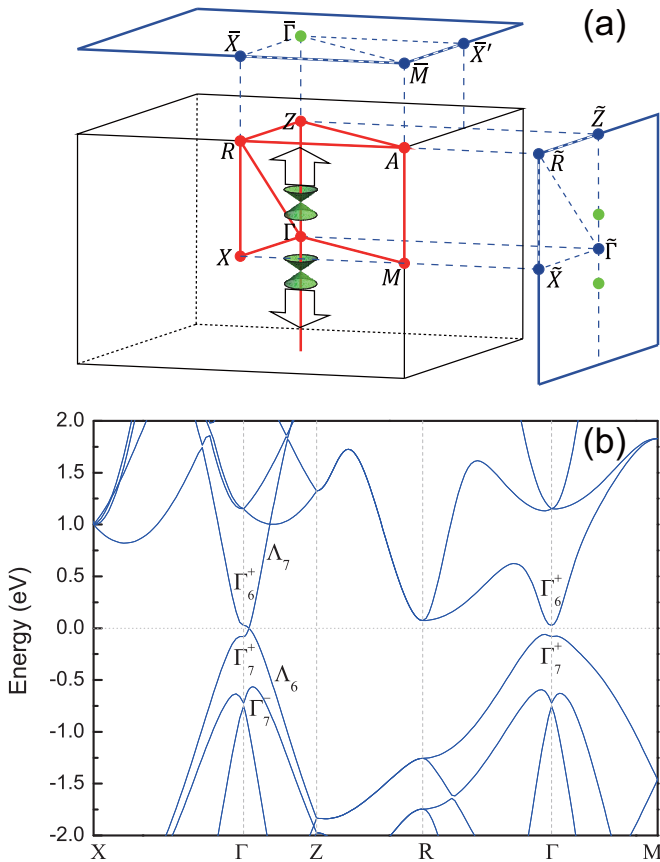 (a)
X̄ Γ̄ M̄ X̄′
Z
R A
Γ
X M
Z̃
R̃
Γ̃
X̃
(b)
2.0
1.5
1.0
0.5
0.0
-0.5
-1.0
-1.5
-2.0
Energy (eV)
Λ₇
Γ₆⁺ Γ₆⁺
Γ₇⁺ Γ₇⁺
Λ₆
Γ₇⁻
X Γ Z R Γ M